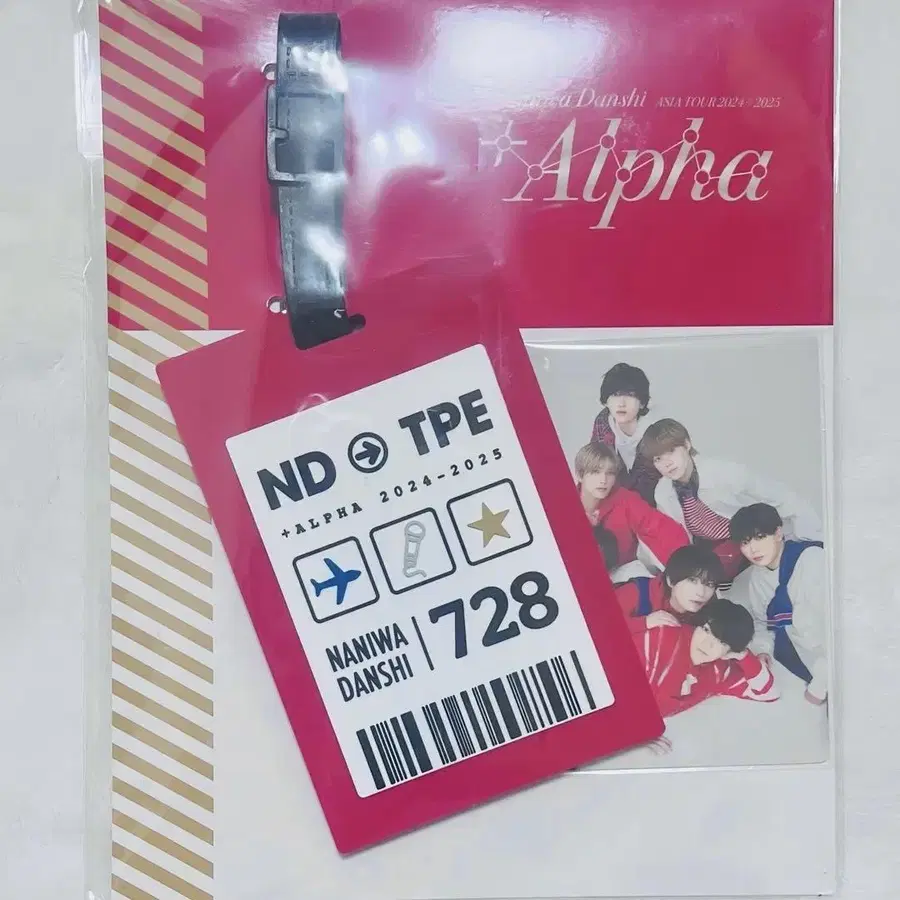 Danshi ASIA TOUR 2024-2025
+Alpha
ND TPE
+ALPHA 2024-2025
NANIWA
DANSHI
728